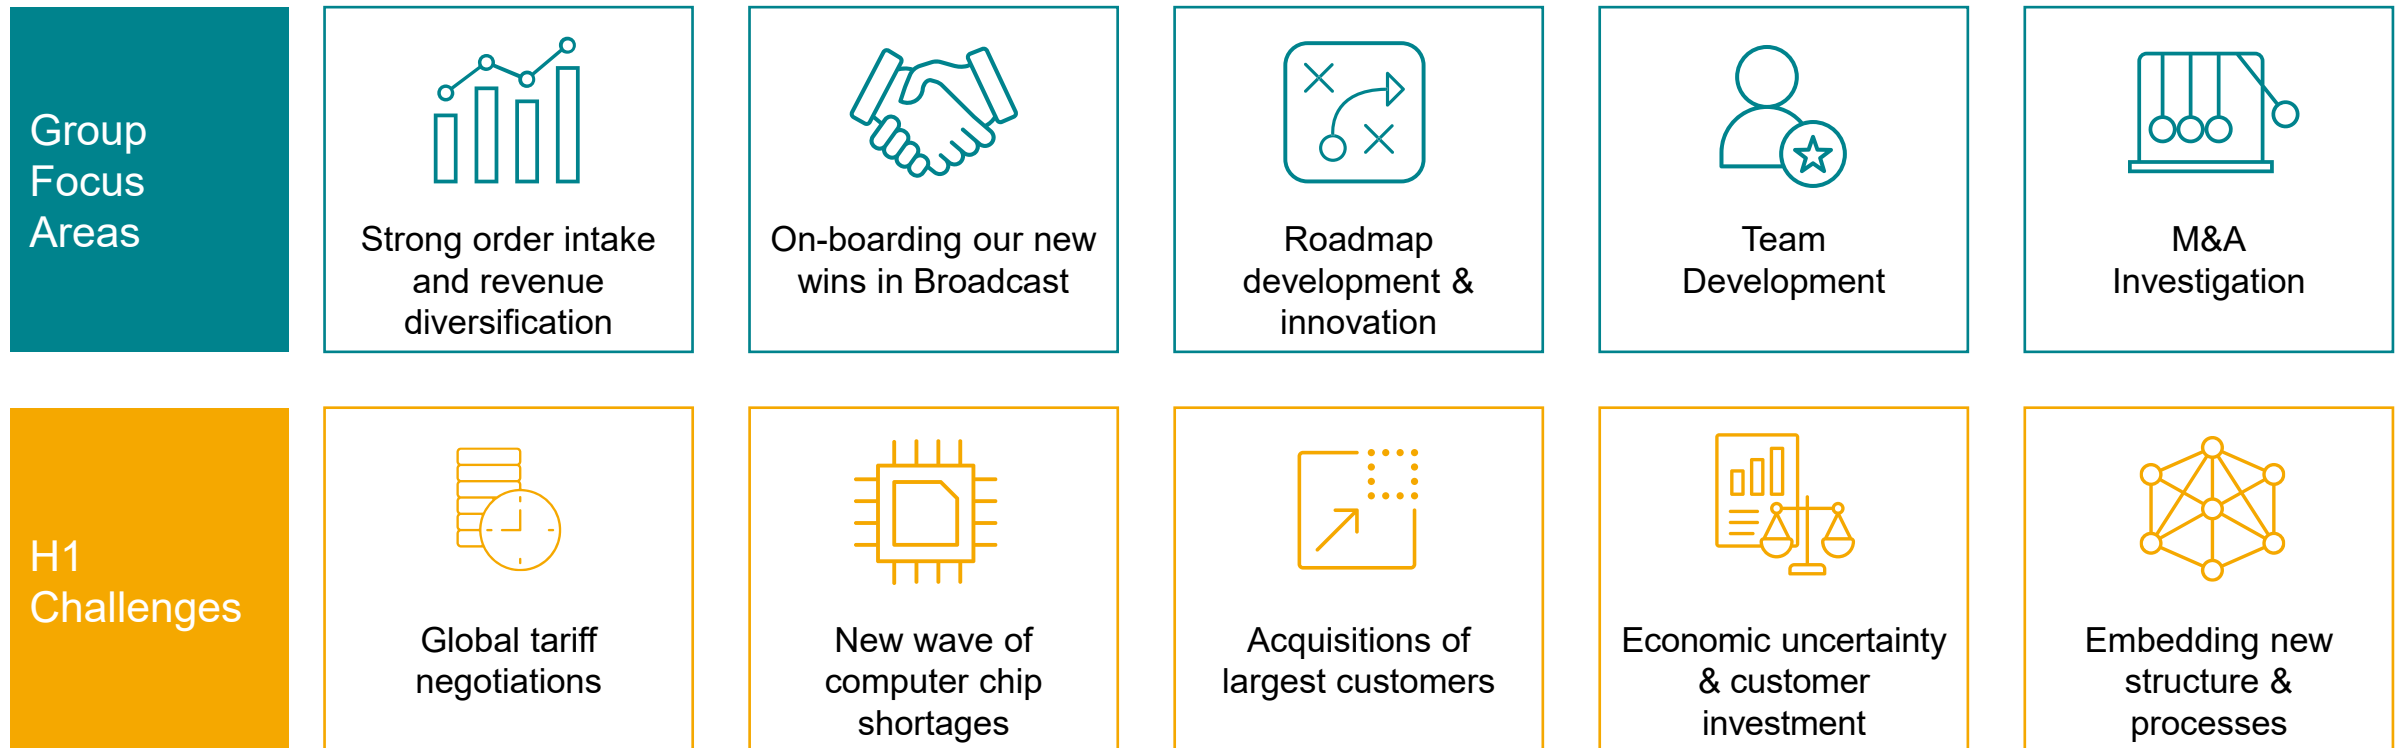 Group
Focus
Areas
Strong order intake
and revenue
diversification
On-boarding our new
wins in Broadcast
Roadmap
development &
innovation
Team
Development
M&A
Investigation
H1
Challenges
Global tariff
negotiations
New wave of
computer chip
shortages
Acquisitions of
largest customers
Economic uncertainty
& customer
investment
Embedding new
structure &
processes